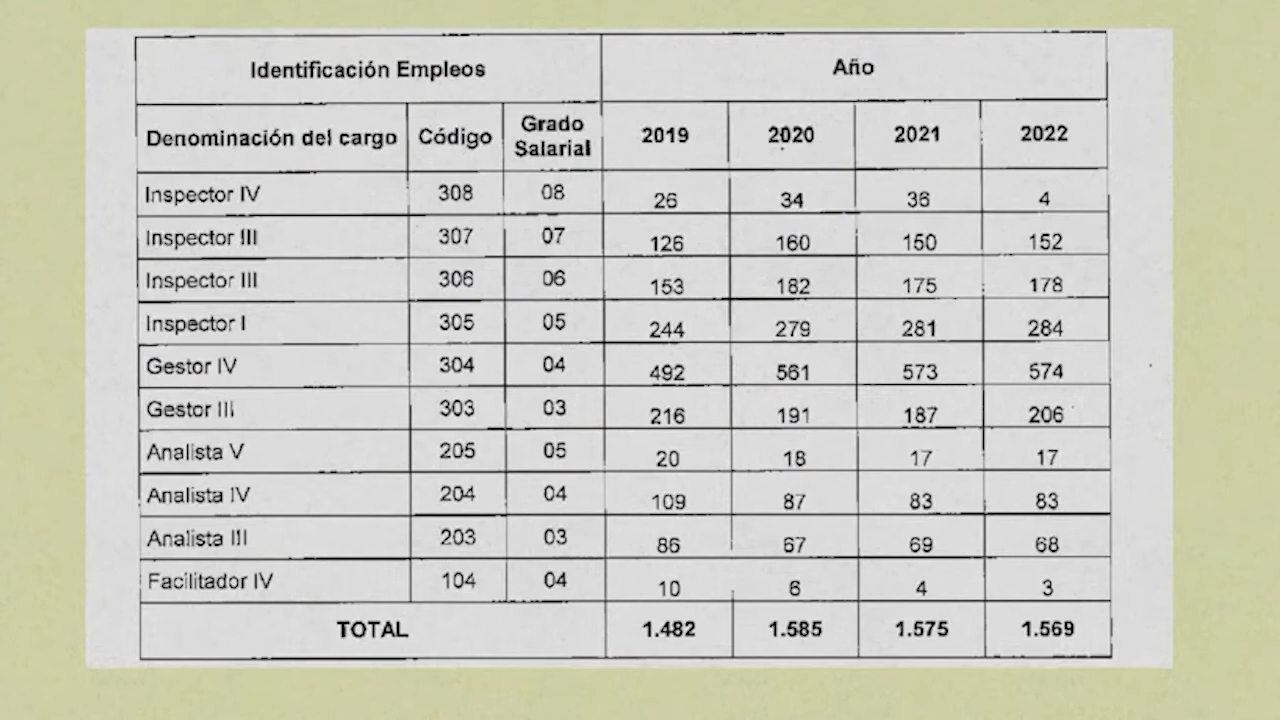 Identificación Empleos Año
Denominación del cargo Código Grado Salarial 2019 2020 2021 2022
Inspector IV 308 08 26 34 36 4
Inspector III 307 07 126 160 150 152
Inspector III 306 06 153 182 175 178
Inspector I 305 05 244 279 281 284
Gestor IV 304 04 492 561 573 574
Gestor III 303 03 216 191 187 206
Analista V 205 05 20 18 17 17
Analista IV 204 04 109 87 83 83
Analista III 203 03 86 67 69 68
Facilitador IV 104 04 10 6 4 3
TOTAL 1.482 1.585 1.575 1.569